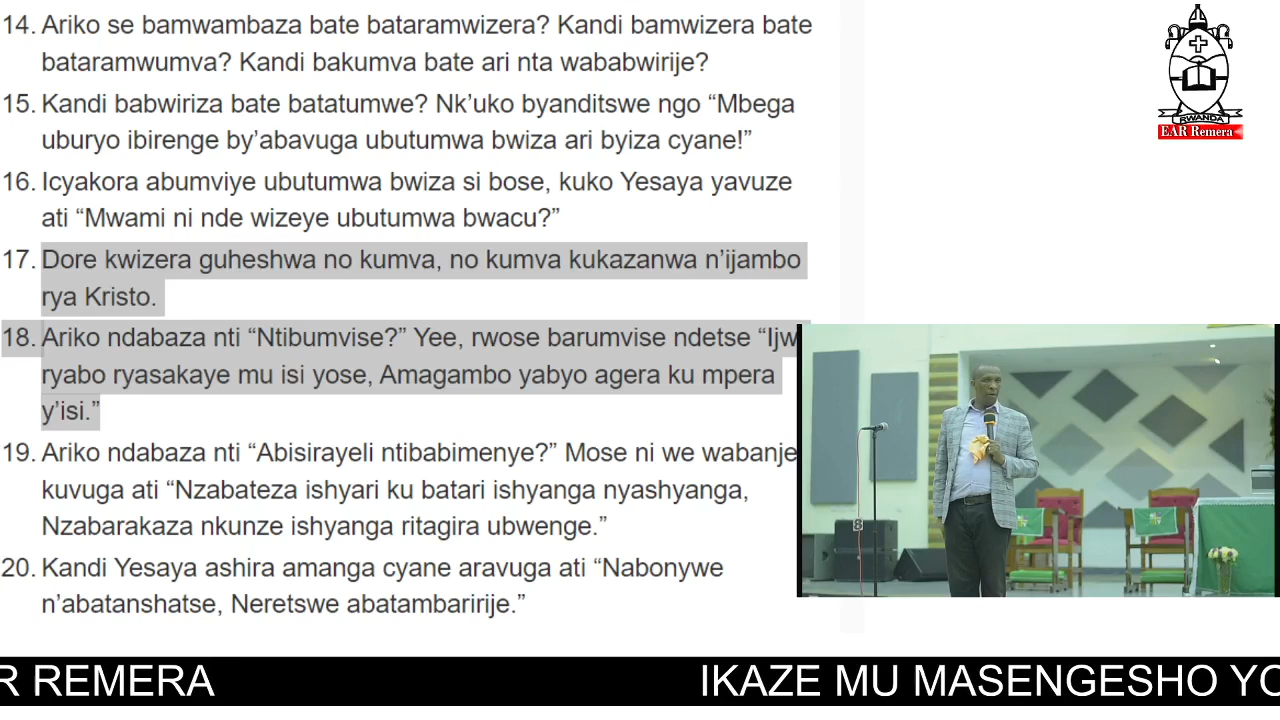 14. Ariko se bamwambaza bate bataramwizera? Kandi bamwizera bate
bataramwumva? Kandi bakumva bate ari nta wababwirije?
15. Kandi babwiriza bate batatumwe? Nk’uko byanditswe ngo “Mbega
uburyo ibirenge by’abavuga ubutumwa bwiza ari byiza cyane!”
16. Icyakora abumviye ubutumwa bwiza si bose, kuko Yesaya yavuze
ati “Mwami ni nde wizeye ubutumwa bwacu?”
17. Dore kwizera guheshwa no kumva, no kumva kukazanwa n’ijambo
rya Kristo.
18. Ariko ndabaza nti “Ntibumvise?” Yee, rwose barumvise ndetse “Ijw
ryabo ryasakaye mu isi yose, Amagambo yabyo agera ku mpera
y’isi.”
19. Ariko ndabaza nti “Abisirayeli ntibabimenye?” Mose ni we wabanje
kuvuga ati “Nzabateza ishyari ku batari ishyanga nyashyanga,
Nzabarakaza nkunze ishyanga ritagira ubwenge.”
20. Kandi Yesaya ashira amanga cyane aravuga ati “Nabonywe
n’abatanshatse, Neretswe abatambaririje.”
RWANDA
EAR Remera
8
R REMERA
IKAZE MU MASENGESHO YO